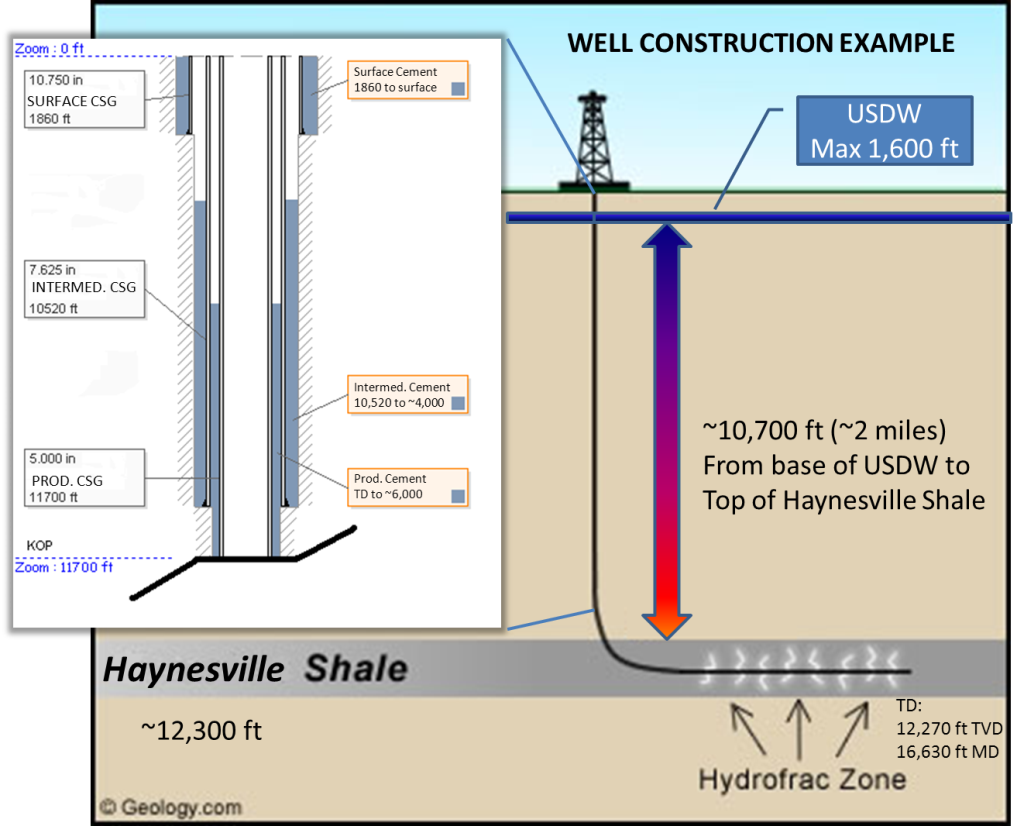 Zoom : 0 ft
10.750 in
SURFACE CSG
1860 ft
Surface Cement
1860 to surface
7.625 in
INTERMED. CSG
10520 ft
Intermed. Cement
10,520 to ~4,000
5.000 in
PROD. CSG
11700 ft
Prod. Cement
TD to ~6,000
KOP
Zoom : 11700 ft
WELL CONSTRUCTION EXAMPLE
USDW
Max 1,600 ft
~10,700 ft (~2 miles)
From base of USDW to
Top of Haynesville Shale
Haynesville Shale
~12,300 ft
TD:
12,270 ft TVD
16,630 ft MD
Hydrofrac Zone
© Geology.com